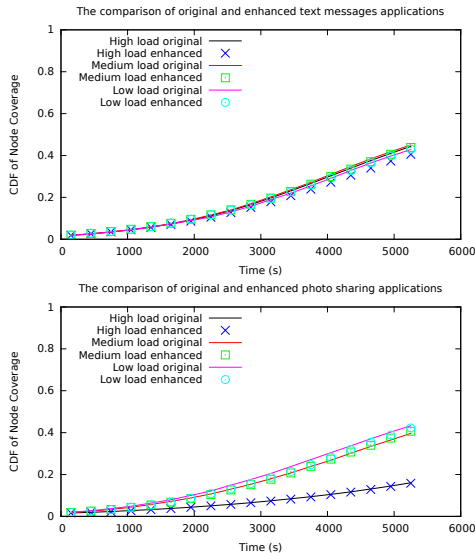 The comparison of original and enhanced text messages applications
1
High load original
High load enhanced
Medium load original
Medium load enhanced
Low load original
Low load enhanced
0.8
0.6
0.4
0.2
0
CDF of Node Coverage
0 1000 2000 3000 4000 5000 6000
Time (s)
The comparison of original and enhanced photo sharing applications
1
High load original
High load enhanced
Medium load original
Medium load enhanced
Low load original
Low load enhanced
0.8
0.6
0.4
0.2
0
CDF of Node Coverage
0 1000 2000 3000 4000 5000 6000
Time (s)